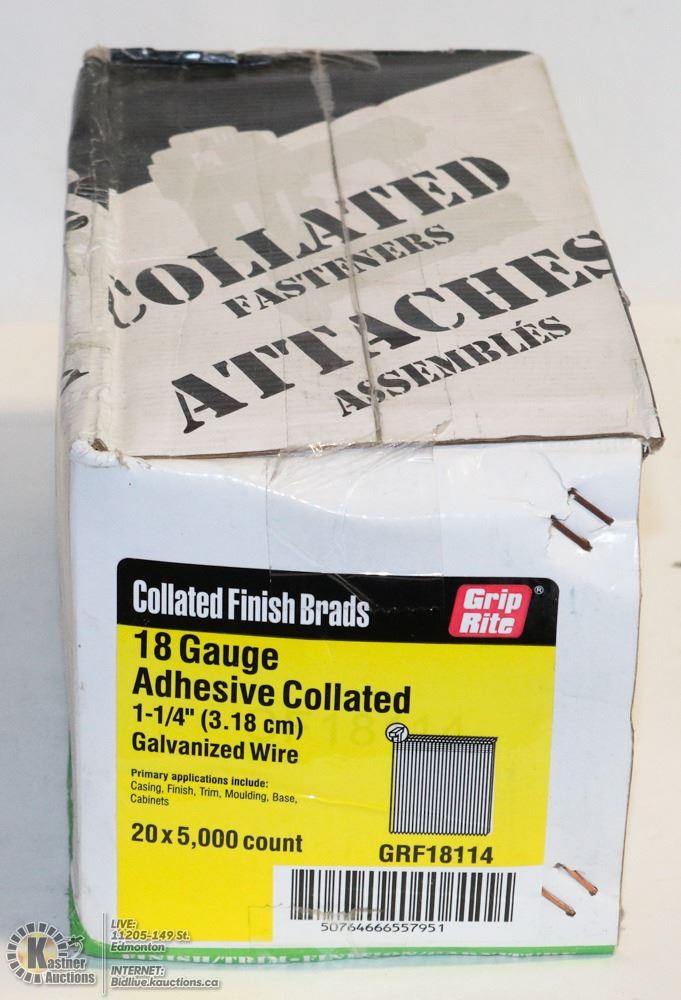 COLLATED
FASTENERS
ATTACHES
ASSEMBLÉS
Collated Finish Brads
Grip
Rite
®
18 Gauge
Adhesive Collated
1-1/4" (3.18 cm)
Galvanized Wire
Primary applications include:
Casing, Finish, Trim, Moulding, Base,
Cabinets
20 x 5,000 count
GRF18114
50764666557951
LIVE:
11205-149 St.
Edmonton
INTERNET:
Bidlive.kauctions.ca
Kastner
Auctions